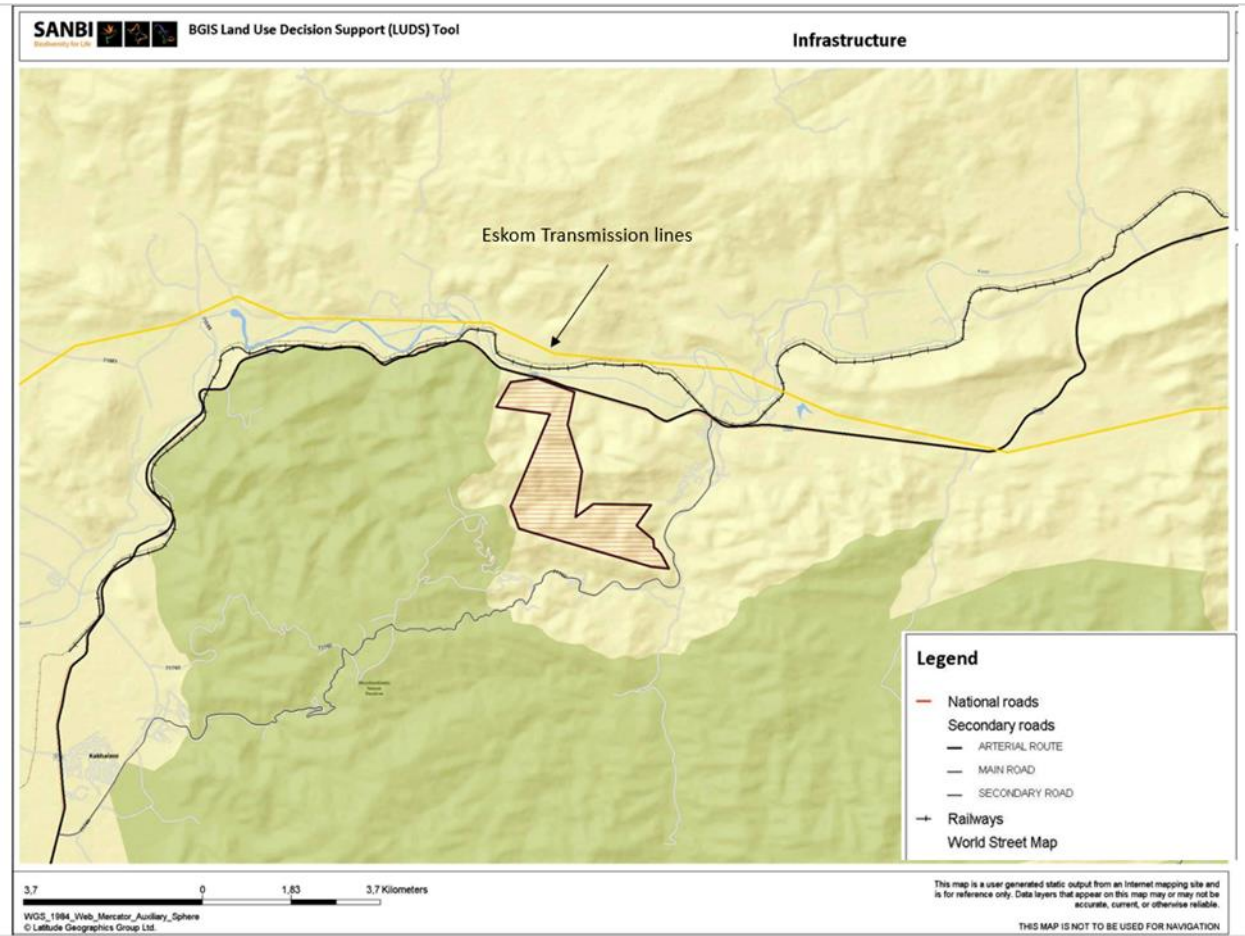 SANBI
Biodiversity for Life
BGIS Land Use Decision Support (LUDS) Tool
Infrastructure
Eskom Transmission lines
Legend
National roads
Secondary roads
ARTERIAL ROUTE
MAIN ROAD
SECONDARY ROAD
Railways
World Street Map
3,7
0
1,83
3,7 Kilometers
WGS_1984_Web_Mercator_Auxiliary_Sphere
© Latitude Geographics Group Ltd.
This map is a user generated static output from an Internet mapping site and
is for reference only. Data layers that appear on this map may or may not be
accurate, current, or otherwise reliable.
THIS MAP IS NOT TO BE USED FOR NAVIGATION